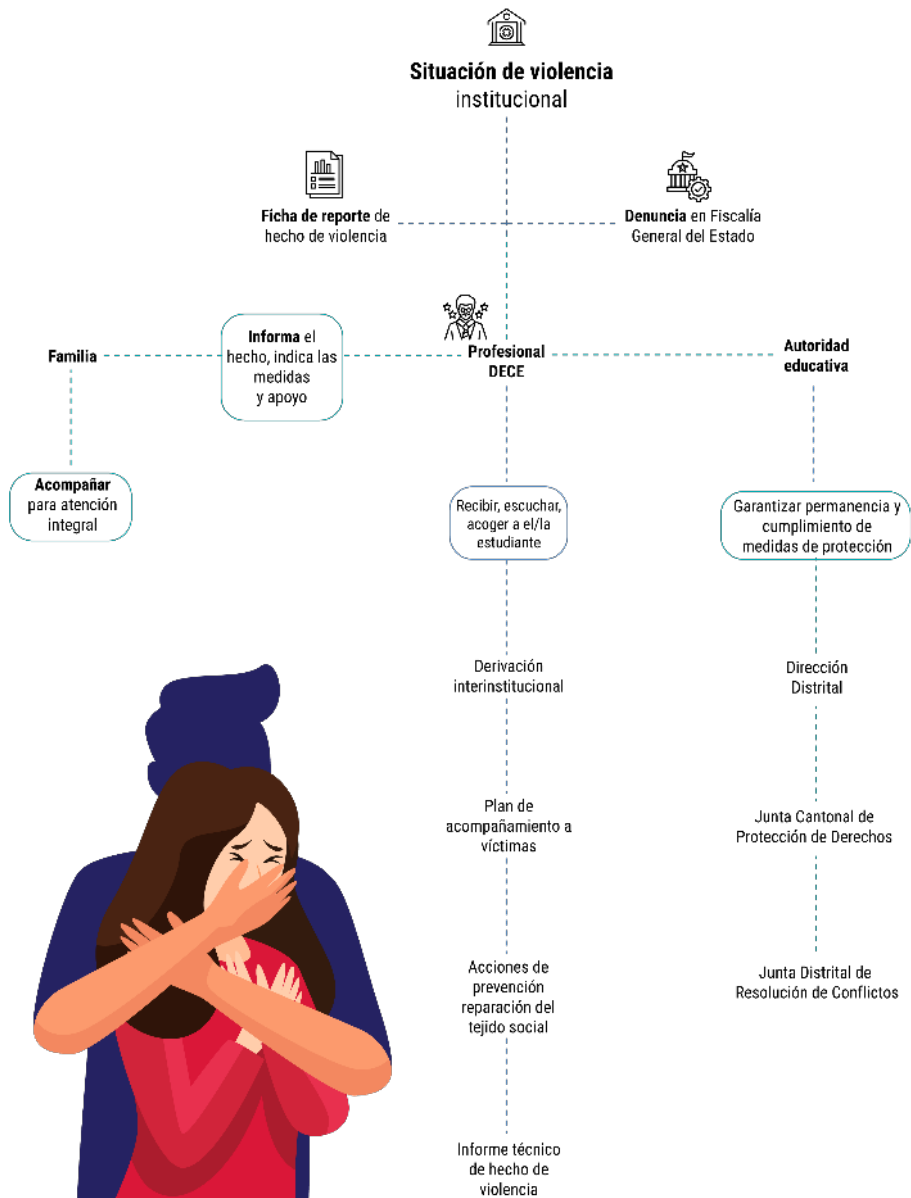 Situación de violencia
institucional
Ficha de reporte de
hecho de violencia
Denuncia en Fiscalía
General del Estado
Familia
Informa el
hecho, indica las
medidas
y apoyo
Profesional
DECE
Autoridad
educativa
Acompañar
para atención
integral
Recibir, escuchar,
acoger a el/la
estudiante
Garantizar permanencia y
cumplimiento de
medidas de protección
Derivación
interinstitucional
Dirección
Distrital
Plan de
acompañamiento a
víctimas
Junta Cantonal de
Protección de Derechos
Acciones de
prevención
reparación del
tejido social
Junta Distrital de
Resolución de Conflictos
Informe técnico
de hecho de
violencia